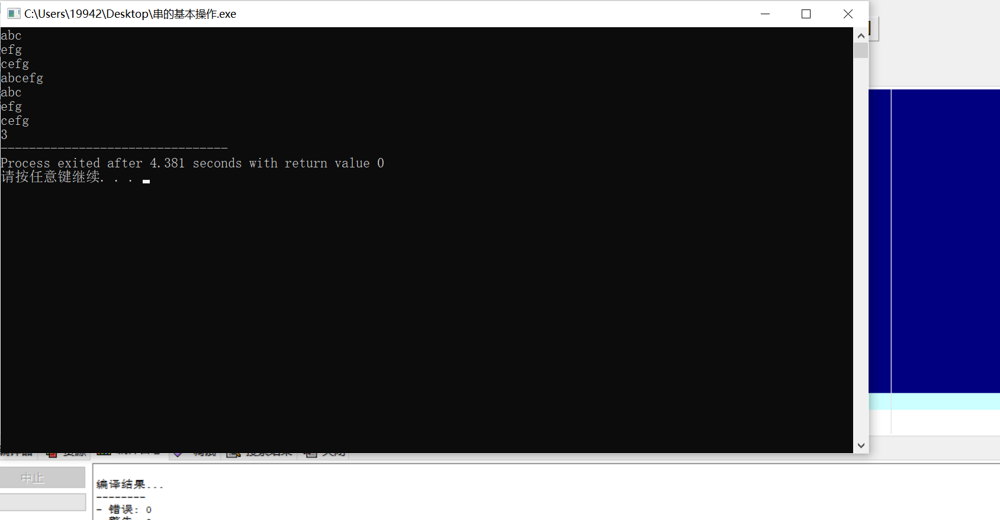 C:\Users\19942\Desktop\串的基本操作.exe
abc
efg
cefg
abcefg
abc
efg
cefg
3
--------------------------------
Process exited after 4.381 seconds with return value 0
请按任意键继续. . .
中止
编译结果...
--------
- 错误: 0